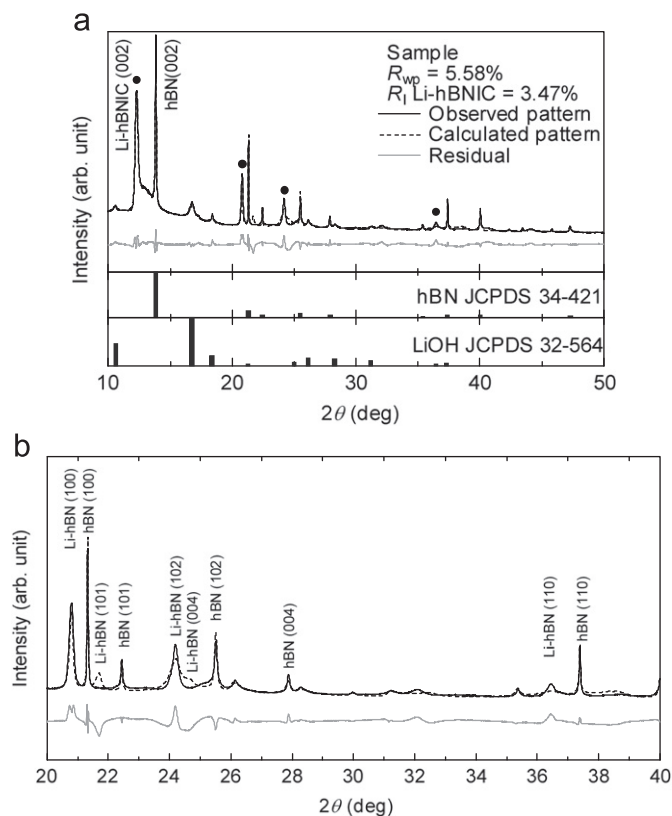 a
Li-hBNIC (002)
hBN(002)
Sample
Rwp = 5.58%
RI Li-hBNIC = 3.47%
Observed pattern
Calculated pattern
Residual
Intensity (arb. unit)
hBN JCPDS 34-421
LiOH JCPDS 32-564
10 20 30 40 50
2θ (deg)
b
Li-hBN (100)
hBN (100)
Li-hBN (101)
hBN (101)
Li-hBN (102)
Li-hBN (004)
hBN (102)
hBN (004)
Li-hBN (110)
hBN (110)
Intensity (arb. unit)
20 22 24 26 28 30 32 34 36 38 40
2θ (deg)